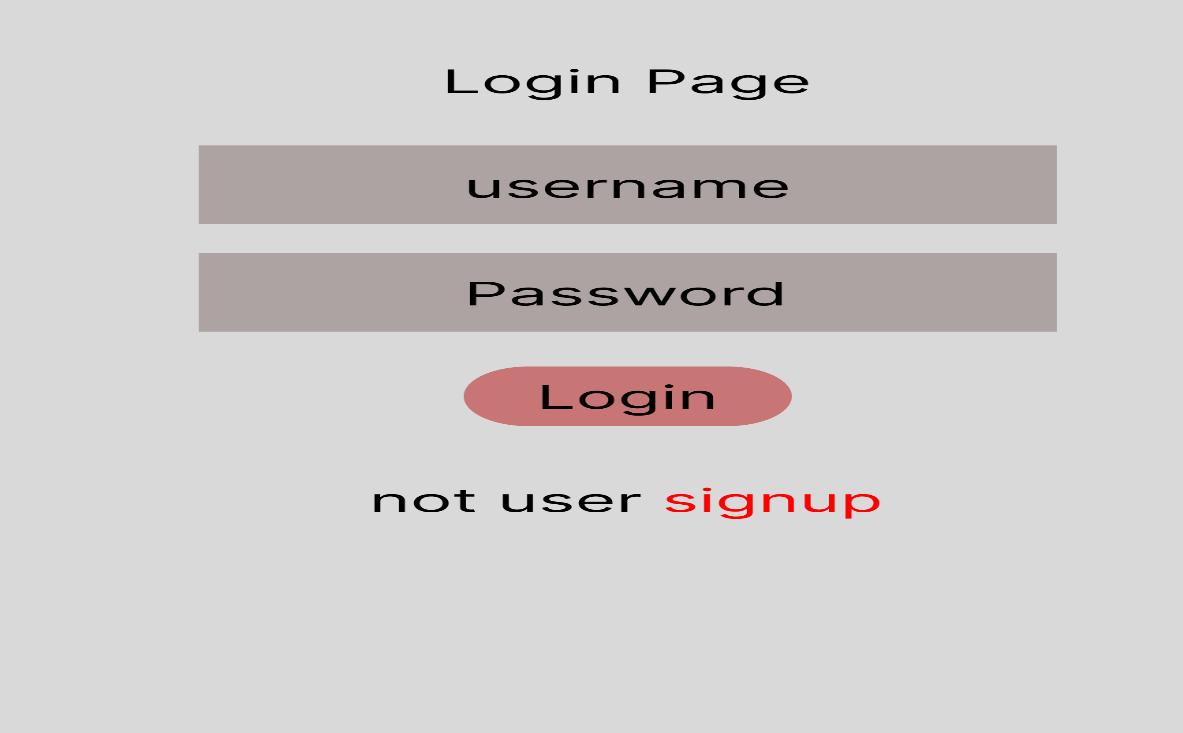 Login Page
username
Password
Login
not user signup